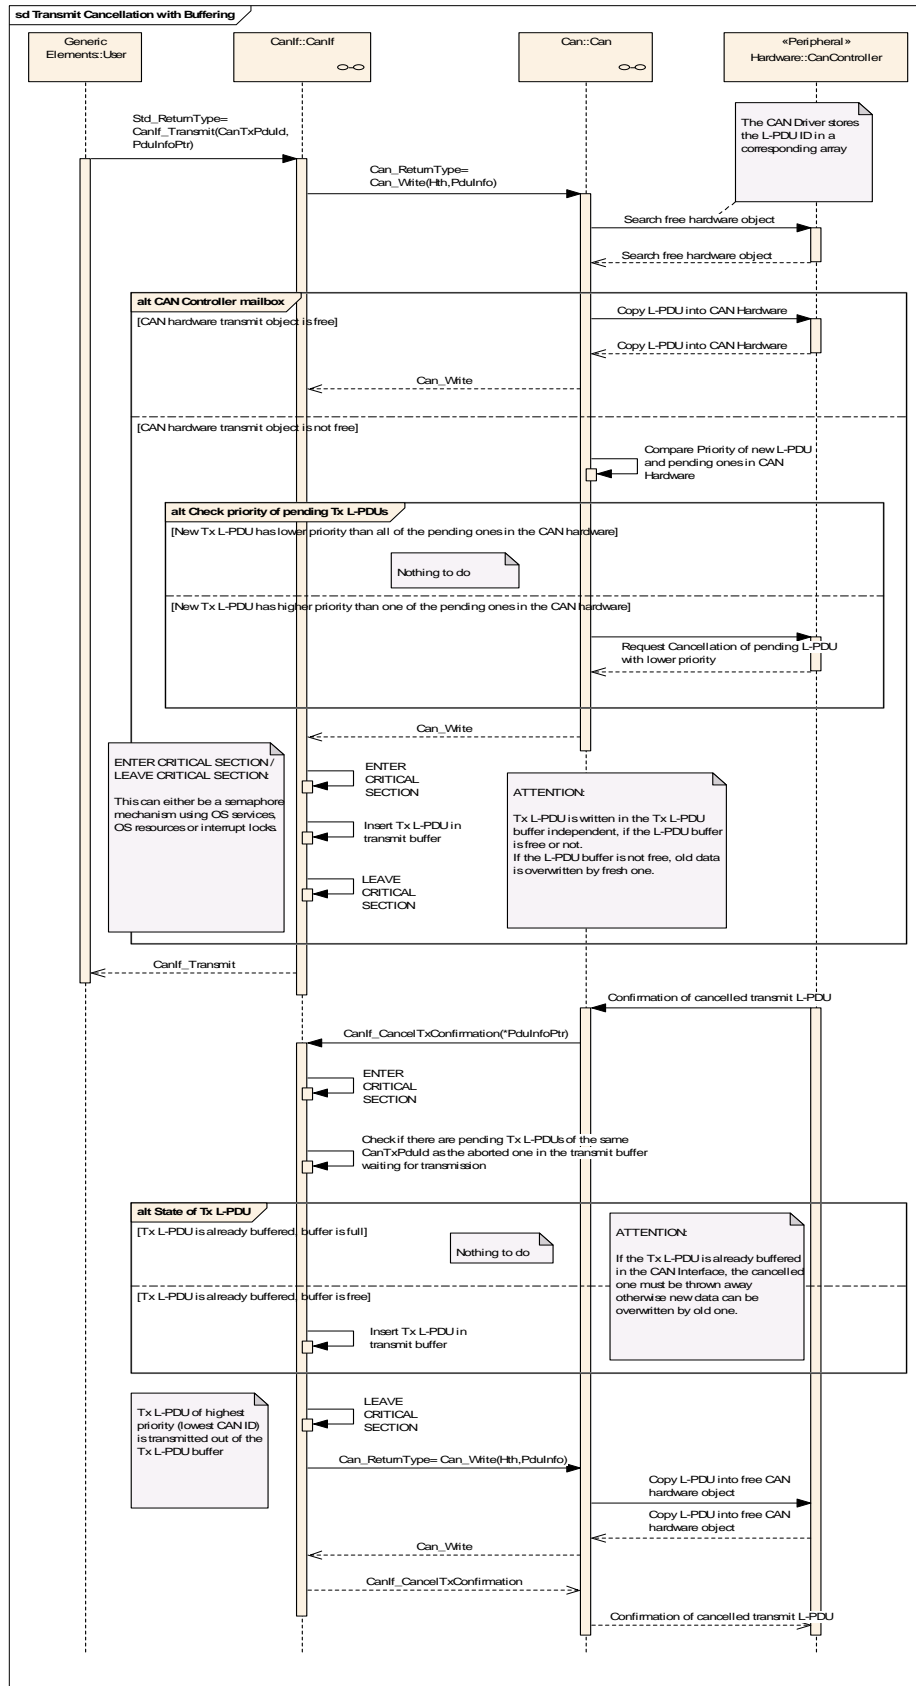 sd Transmit Cancellation with Buffering
Generic
Elements::User
CanIf::CanIf
Can::Can
«Peripheral»
Hardware::CanController
The CAN Driver stores
the L-PDU ID in a
corresponding array
Std_ReturnType=
CanIf_Transmit(CanTxPduId,
PduInfoPtr)
Can_ReturnType=
Can_Write(Hth,PduInfo)
Search free hardware object
Search free hardware object
alt CAN Controller mailbox
[CAN hardware transmit object is free]
Copy L-PDU into CAN Hardware
Copy L-PDU into CAN Hardware
Can_Write
[CAN hardware transmit object is not free]
Compare Priority of new L-PDU
and pending ones in CAN
Hardware
alt Check priority of pending Tx L-PDUs
[New Tx L-PDU has lower priority than all of the pending ones in the CAN hardware]
Nothing to do
[New Tx L-PDU has higher priority than one of the pending ones in the CAN hardware]
Request Cancellation of pending L-PDU
with lower priority
Can_Write
ENTER CRITICAL SECTION /
LEAVE CRITICAL SECTION:
This can either be a semaphore
mechanism using OS services,
OS resources or interrupt locks.
ENTER
CRITICAL
SECTION
Insert Tx L-PDU in
transmit buffer
LEAVE
CRITICAL
SECTION
ATTENTION:
Tx L-PDU is written in the Tx L-PDU
buffer independent, if the L-PDU buffer
is free or not.
If the L-PDU buffer is not free, old data
is overwritten by fresh one.
CanIf_Transmit
Confirmation of cancelled transmit L-PDU
CanIf_CancelTxConfirmation(*PduInfoPtr)
ENTER
CRITICAL
SECTION
Check if there are pending Tx L-PDUs of the same
CanTxPduId as the aborted one in the transmit buffer
waiting for transmission
alt State of Tx L-PDU
[Tx L-PDU is already buffered, buffer is full]
Nothing to do
ATTENTION:
If the Tx L-PDU is already buffered
in the CAN Interface, the cancelled
one must be thrown away
otherwise new data can be
overwritten by old one.
[Tx L-PDU is already buffered, buffer is free]
Insert Tx L-PDU in
transmit buffer
Tx L-PDU of highest
priority (lowest CAN ID)
is transmitted out of the
Tx L-PDU buffer
LEAVE
CRITICAL
SECTION
Can_ReturnType= Can_Write(Hth,PduInfo)
Copy L-PDU into free CAN
hardware object
Copy L-PDU into free CAN
hardware object
Can_Write
CanIf_CancelTxConfirmation
Confirmation of cancelled transmit L-PDU